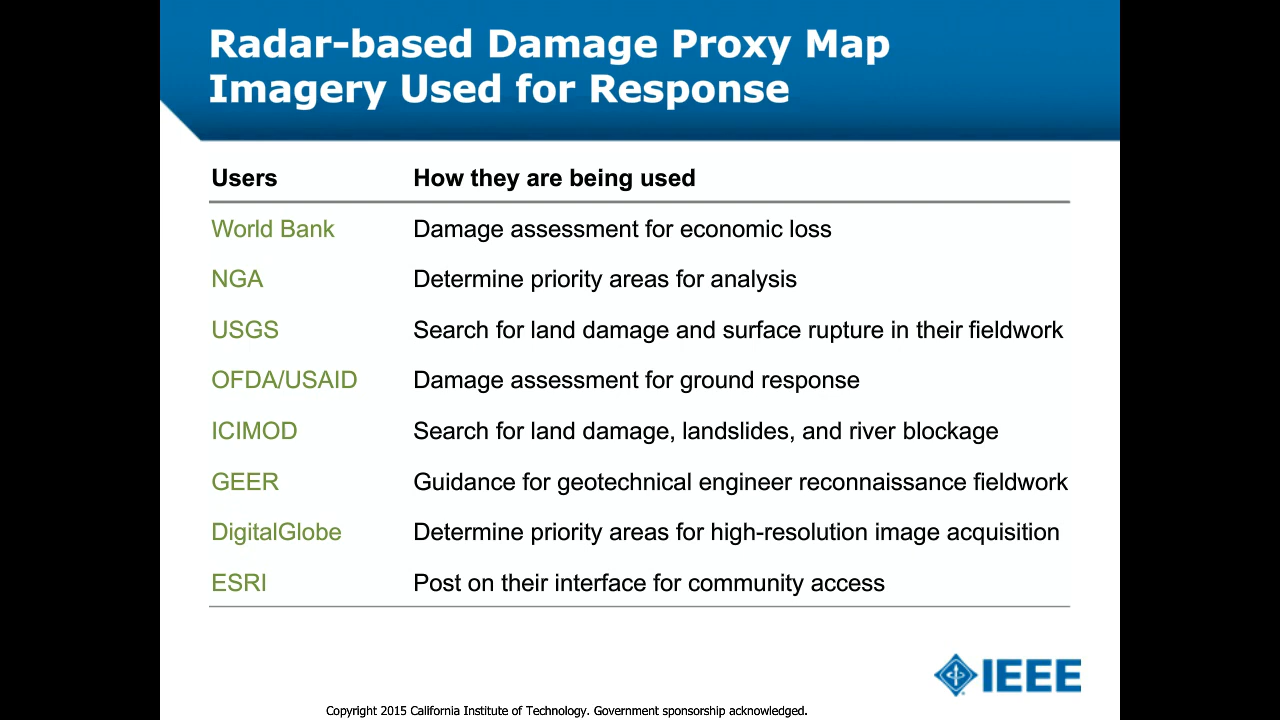 Radar-based Damage Proxy Map
Imagery Used for Response
Users How they are being used
World Bank Damage assessment for economic loss
NGA Determine priority areas for analysis
USGS Search for land damage and surface rupture in their fieldwork
OFDA/USAID Damage assessment for ground response
ICIMOD Search for land damage, landslides, and river blockage
GEER Guidance for geotechnical engineer reconnaissance fieldwork
DigitalGlobe Determine priority areas for high-resolution image acquisition
ESRI Post on their interface for community access
IEEE
Copyright 2015 California Institute of Technology. Government sponsorship acknowledged.